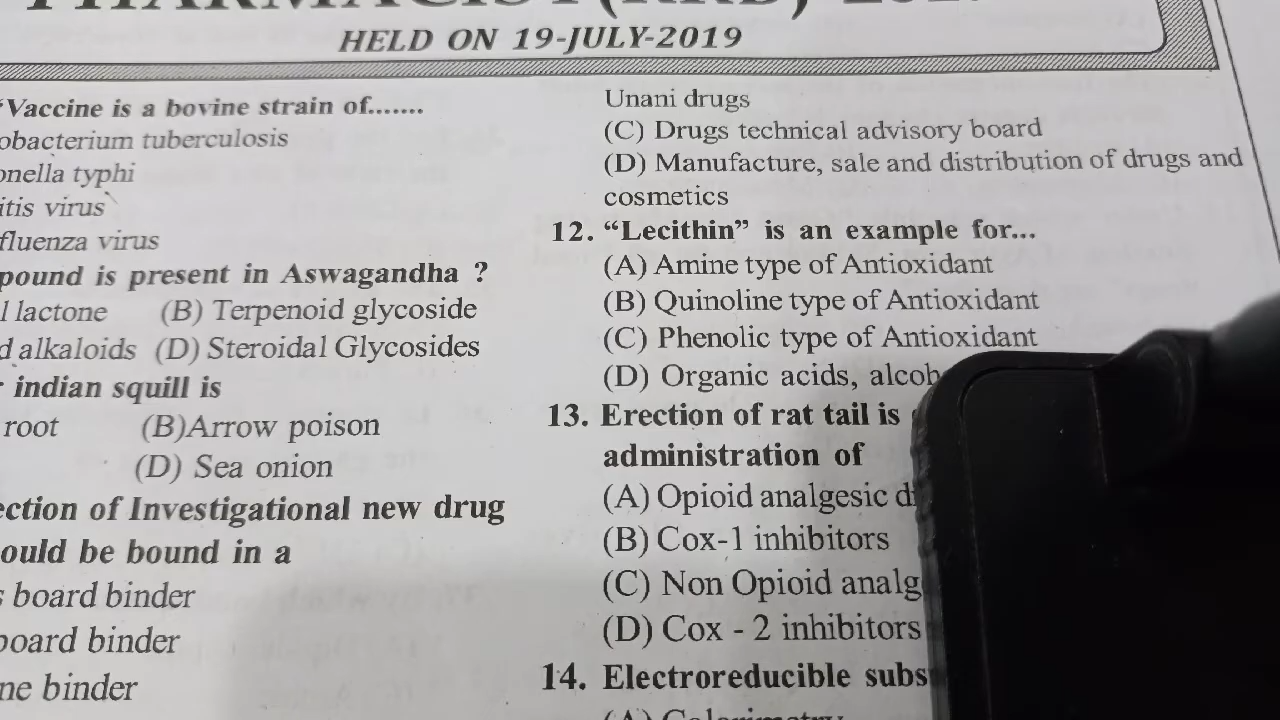 HELD ON 19-JULY-2019
Vaccine is a bovine strain of.......
obacterium tuberculosis
onella typhi
itis virus
fluenza virus
pound is present in Aswagandha ?
l lactone (B) Terpenoid glycoside
d alkaloids (D) Steroidal Glycosides
indian squill is
root (B)Arrow poison
(D) Sea onion
ection of Investigational new drug
ould be bound in a
board binder
board binder
ne binder
Unani drugs
(C) Drugs technical advisory board
(D) Manufacture, sale and distribution of drugs and
cosmetics
12. “Lecithin” is an example for...
(A) Amine type of Antioxidant
(B) Quinoline type of Antioxidant
(C) Phenolic type of Antioxidant
(D) Organic acids, alcoh
13. Erection of rat tail is
administration of
(A) Opioid analgesic d
(B) Cox-1 inhibitors
(C) Non Opioid analg
(D) Cox - 2 inhibitors
14. Electroreducible subs